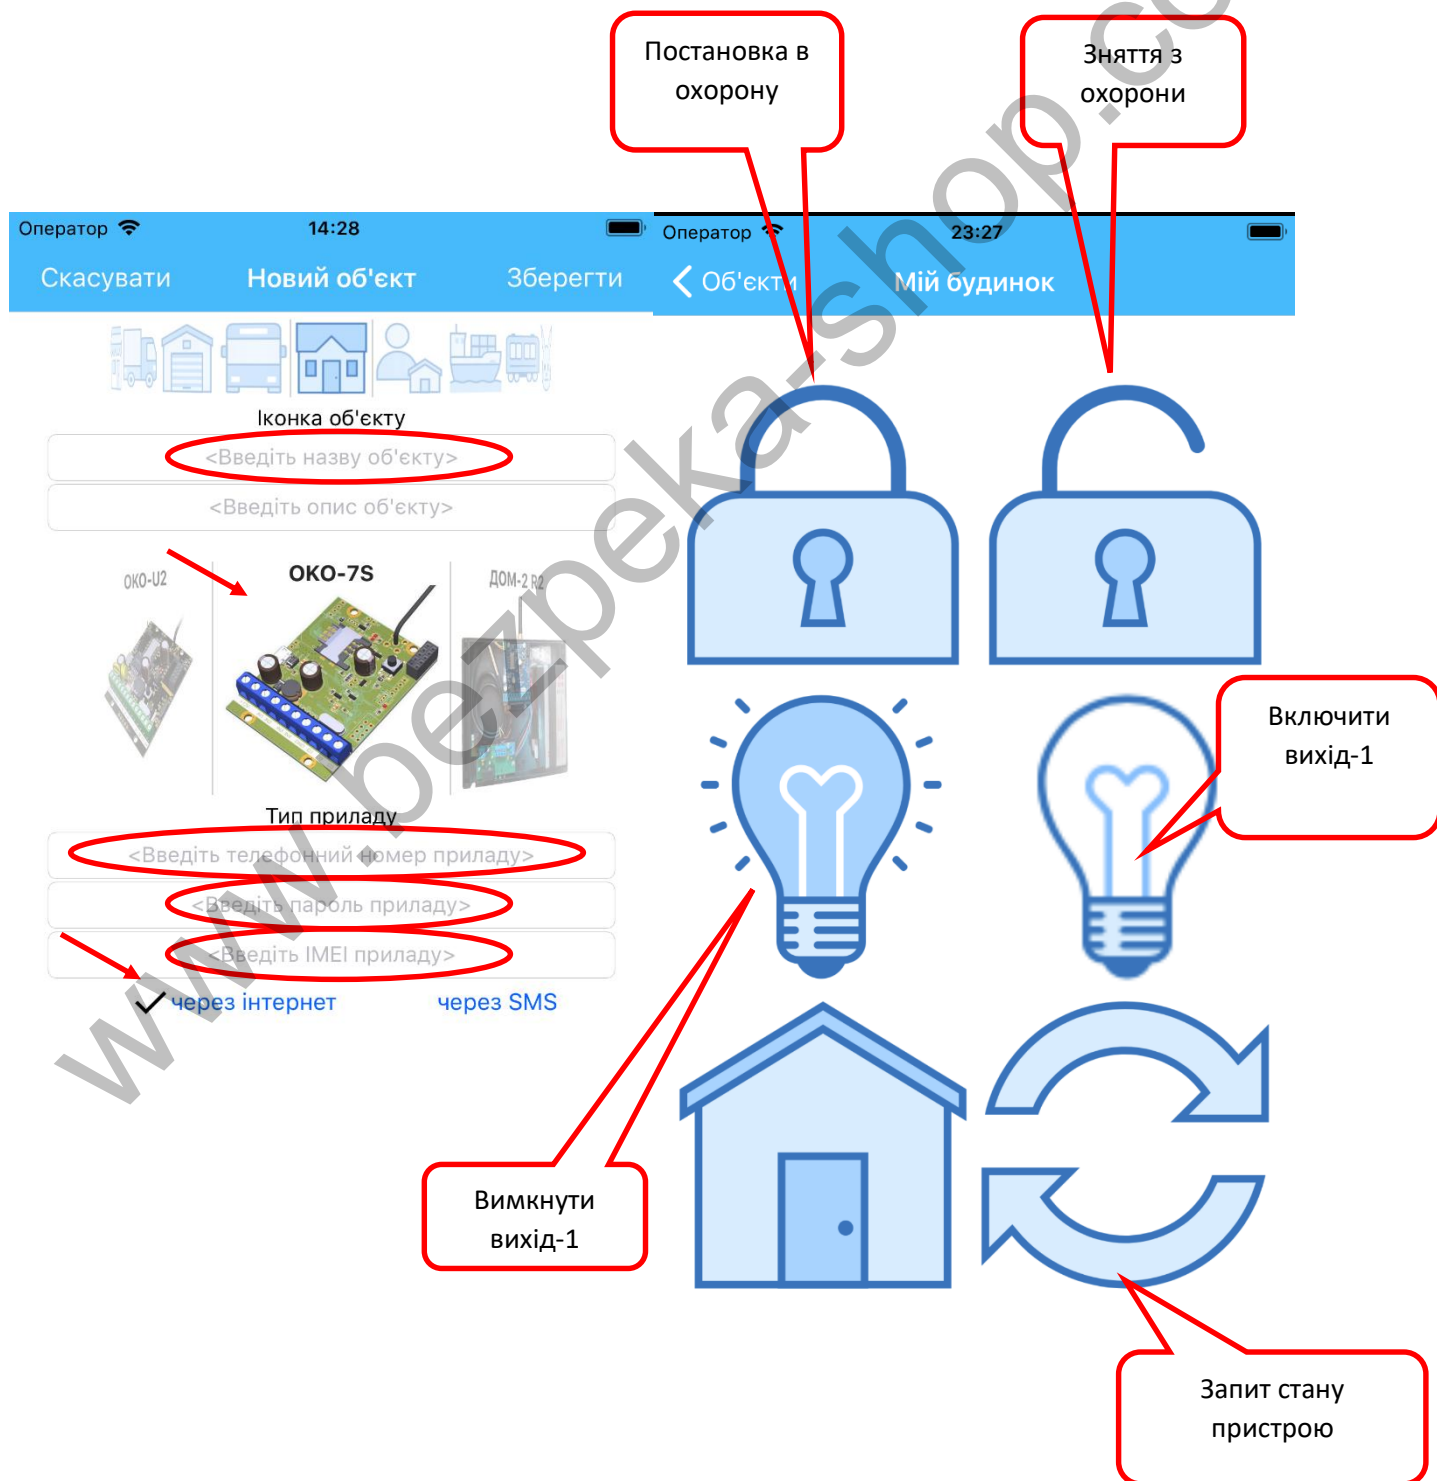 Постановка в
охорону
Зняття з
охорони
Оператор
14:28
Скасувати
Новий об'єкт
Зберегти
Іконка об'єкту
<Введіть назву об'єкту>
<Введіть опис об'єкту>
ОКО-U2
ОКО-7S
ДОМ-2 R2
Тип приладу
<Введіть телефонний номер приладу>
<Введіть пароль приладу>
<Введіть IMEI приладу>
через інтернет
через SMS
Оператор
23:27
Об'єкти
Мій будинок
Включити
вихід-1
Вимкнути
вихід-1
Запит стану
пристрою
www.bezpeka-shop.co